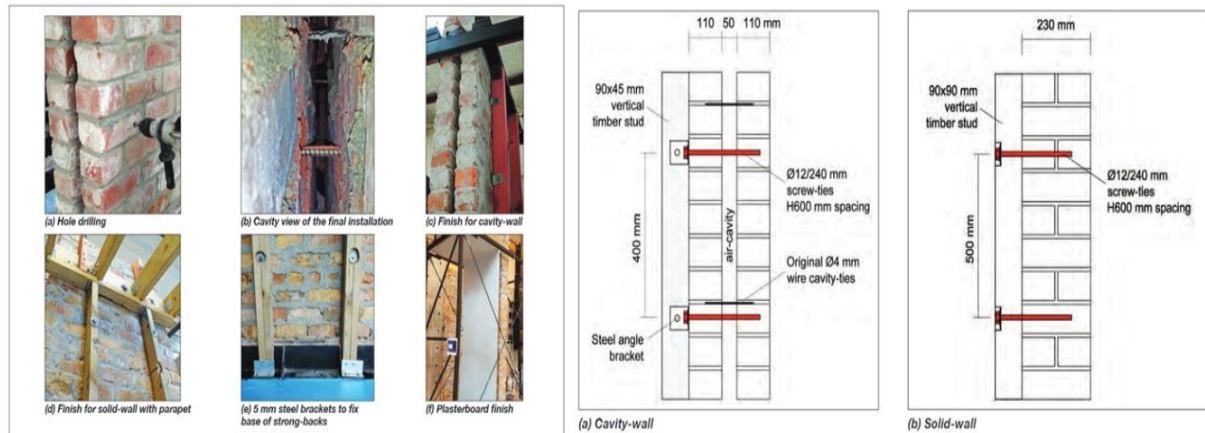 (a) Hole drilling
(b) Cavity view of the final installation
(c) Finish for cavity-wall
(d) Finish for solid-wall with parapet
(e) 5 mm steel brackets to fix
base of strong-backs
(f) Plasterboard finish
110 50 110 mm
90x45 mm
vertical
timber stud
400 mm
air-cavity
Ø12/240 mm
screw-ties
H600 mm spacing
Original Ø4 mm
wire cavity-ties
Steel angle
bracket
(a) Cavity-wall
230 mm
90x90 mm
vertical
timber stud
500 mm
Ø12/240 mm
screw-ties
H600 mm spacing
(b) Solid-wall